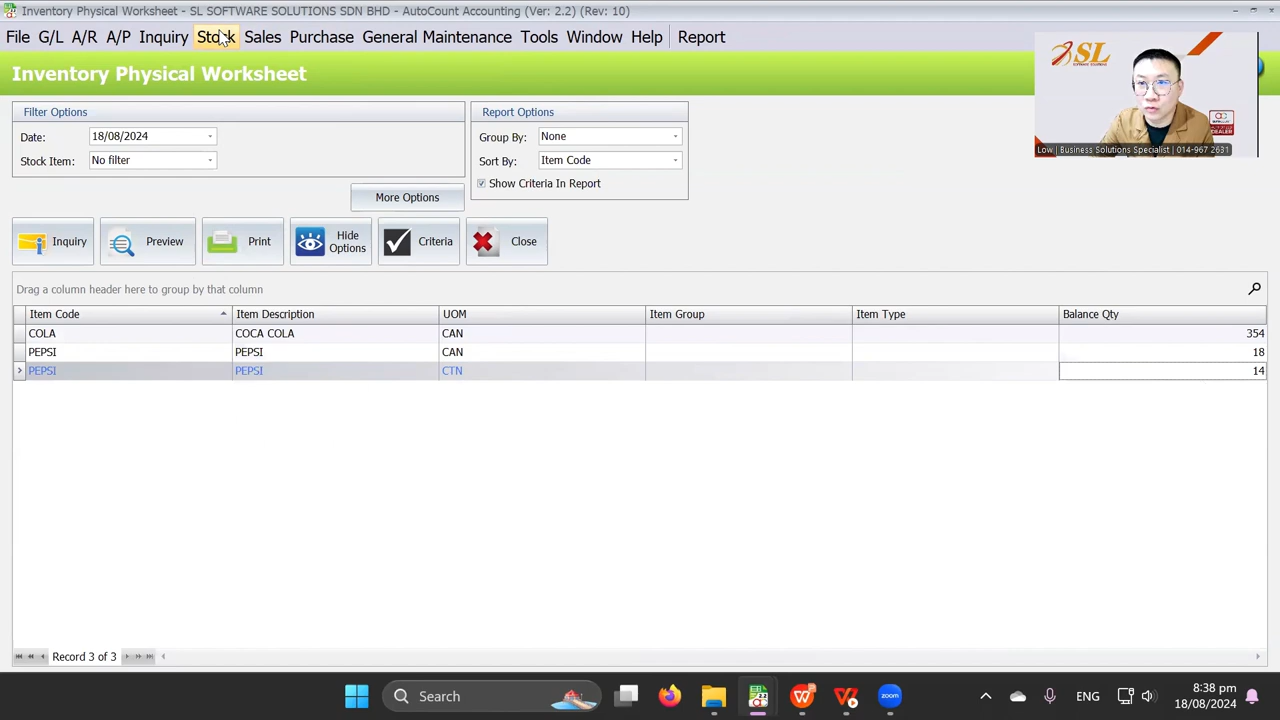 Inventory Physical Worksheet - SL SOFTWARE SOLUTIONS SDN BHD - AutoCount Accounting (Ver: 2.2) (Rev: 10)
File G/L A/R A/P Inquiry Stock Sales Purchase General Maintenance Tools Window Help Report
Inventory Physical Worksheet
SL
Low | Business Solutions Specialist | 014-967 2631
Filter Options
Date: 18/08/2024
Stock Item: No filter
More Options
Report Options
Group By: None
Sort By: Item Code
Show Criteria In Report
Inquiry Preview Print Hide Options Criteria Close
Drag a column header here to group by that column
Item Code Item Description UOM Item Group Item Type Balance Qty
COLA COCA COLA CAN 354
PEPSI PEPSI CAN 18
PEPSI PEPSI CTN 14
Record 3 of 3
Search
ENG
8:38 pm
18/08/2024